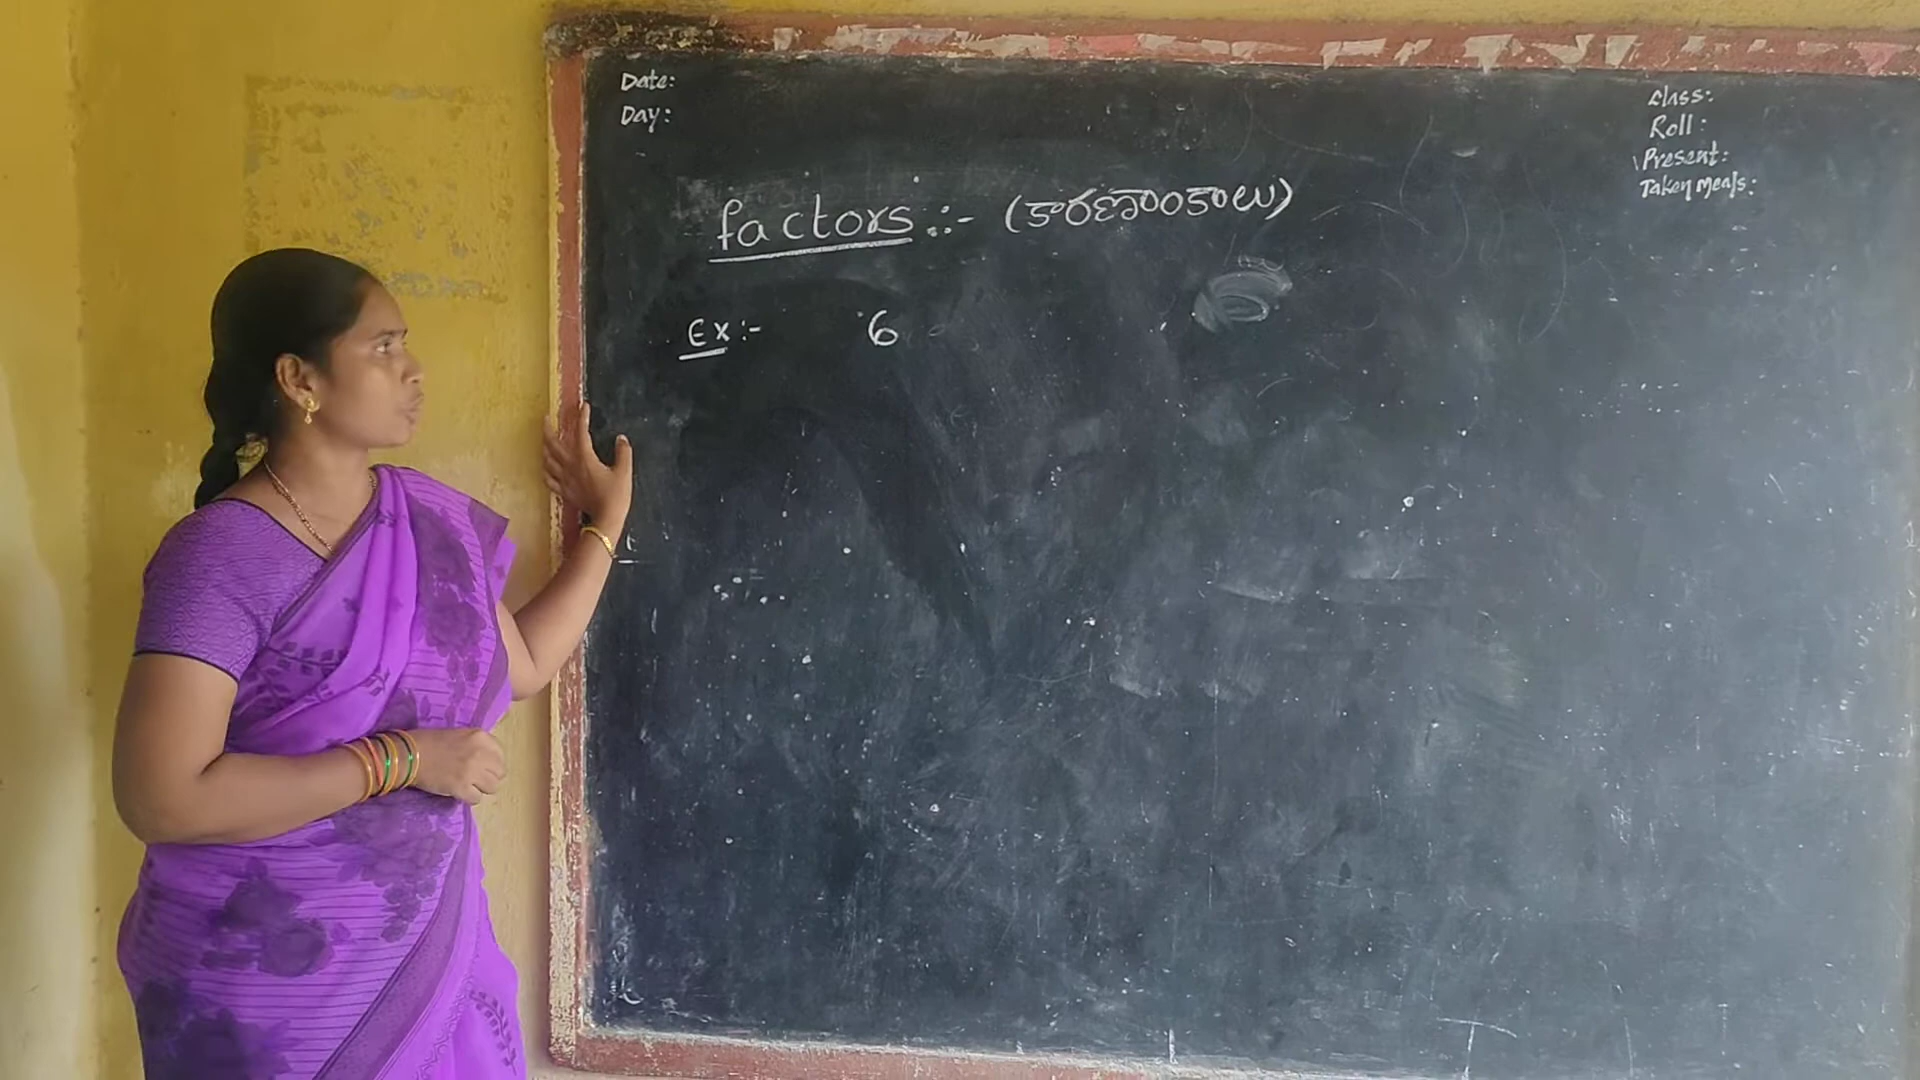 Date:
Day:
Class:
Roll:
Present:
Taken meals:
factors :- (కారణాంకాలు)
Ex :- 6